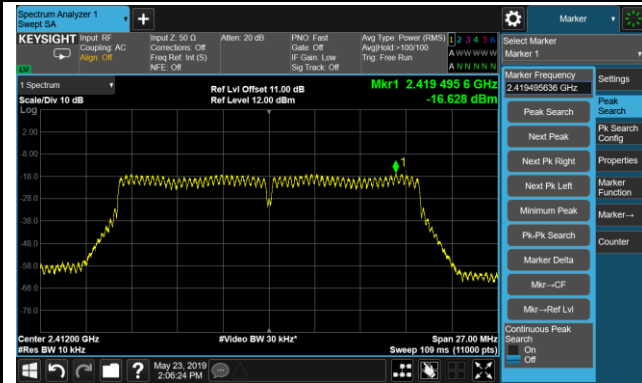 Spectrum Analyzer 1
Swept SA
Marker
KEYSIGHT
Input: RF
Coupling: AC
Align: Off
Input Z: 50 Ω
Corrections: Off
Freq Ref: Int (S)
NFE: Off
Atten: 20 dB
PNO: Fast
Gate: Off
IF Gain: Low
Sig Track: Off
Avg Type: Power (RMS)
Avg|Hold:>100/100
Trig: Free Run
1 2 3 4 5 6
A W W W W W
A N N N N N
Select Marker
Marker 1
1 Spectrum
Scale/Div 10 dB
Log
Ref Lvl Offset 11.00 dB
Ref Level 12.00 dBm
Mkr1 2.419 495 6 GHz
-16.628 dBm
2.00
-8.00
-18.0
-28.0
-38.0
-48.0
-58.0
-68.0
-78.0
1
Center 2.41200 GHz
#Res BW 10 kHz
#Video BW 30 kHz*
Span 27.00 MHz
Sweep 109 ms (11000 pts)
May 23, 2019
2:06:24 PM
Marker Frequency
2.419495636 GHz
Peak Search
Next Peak
Next Pk Right
Next Pk Left
Minimum Peak
Pk-Pk Search
Marker Delta
Mkr→CF
Mkr→Ref Lvl
Continuous Peak
Search
On
Off
Settings
Peak
Search
Pk Search
Config
Properties
Marker
Function
Marker→
Counter